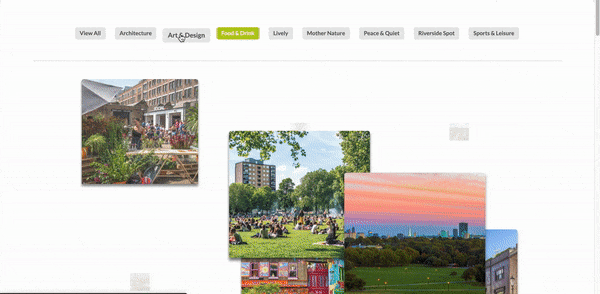 View All
Architecture
Art & Design
Food & Drink
Lively
Mother Nature
Peace & Quiet
Riverside Spot
Sports & Leisure